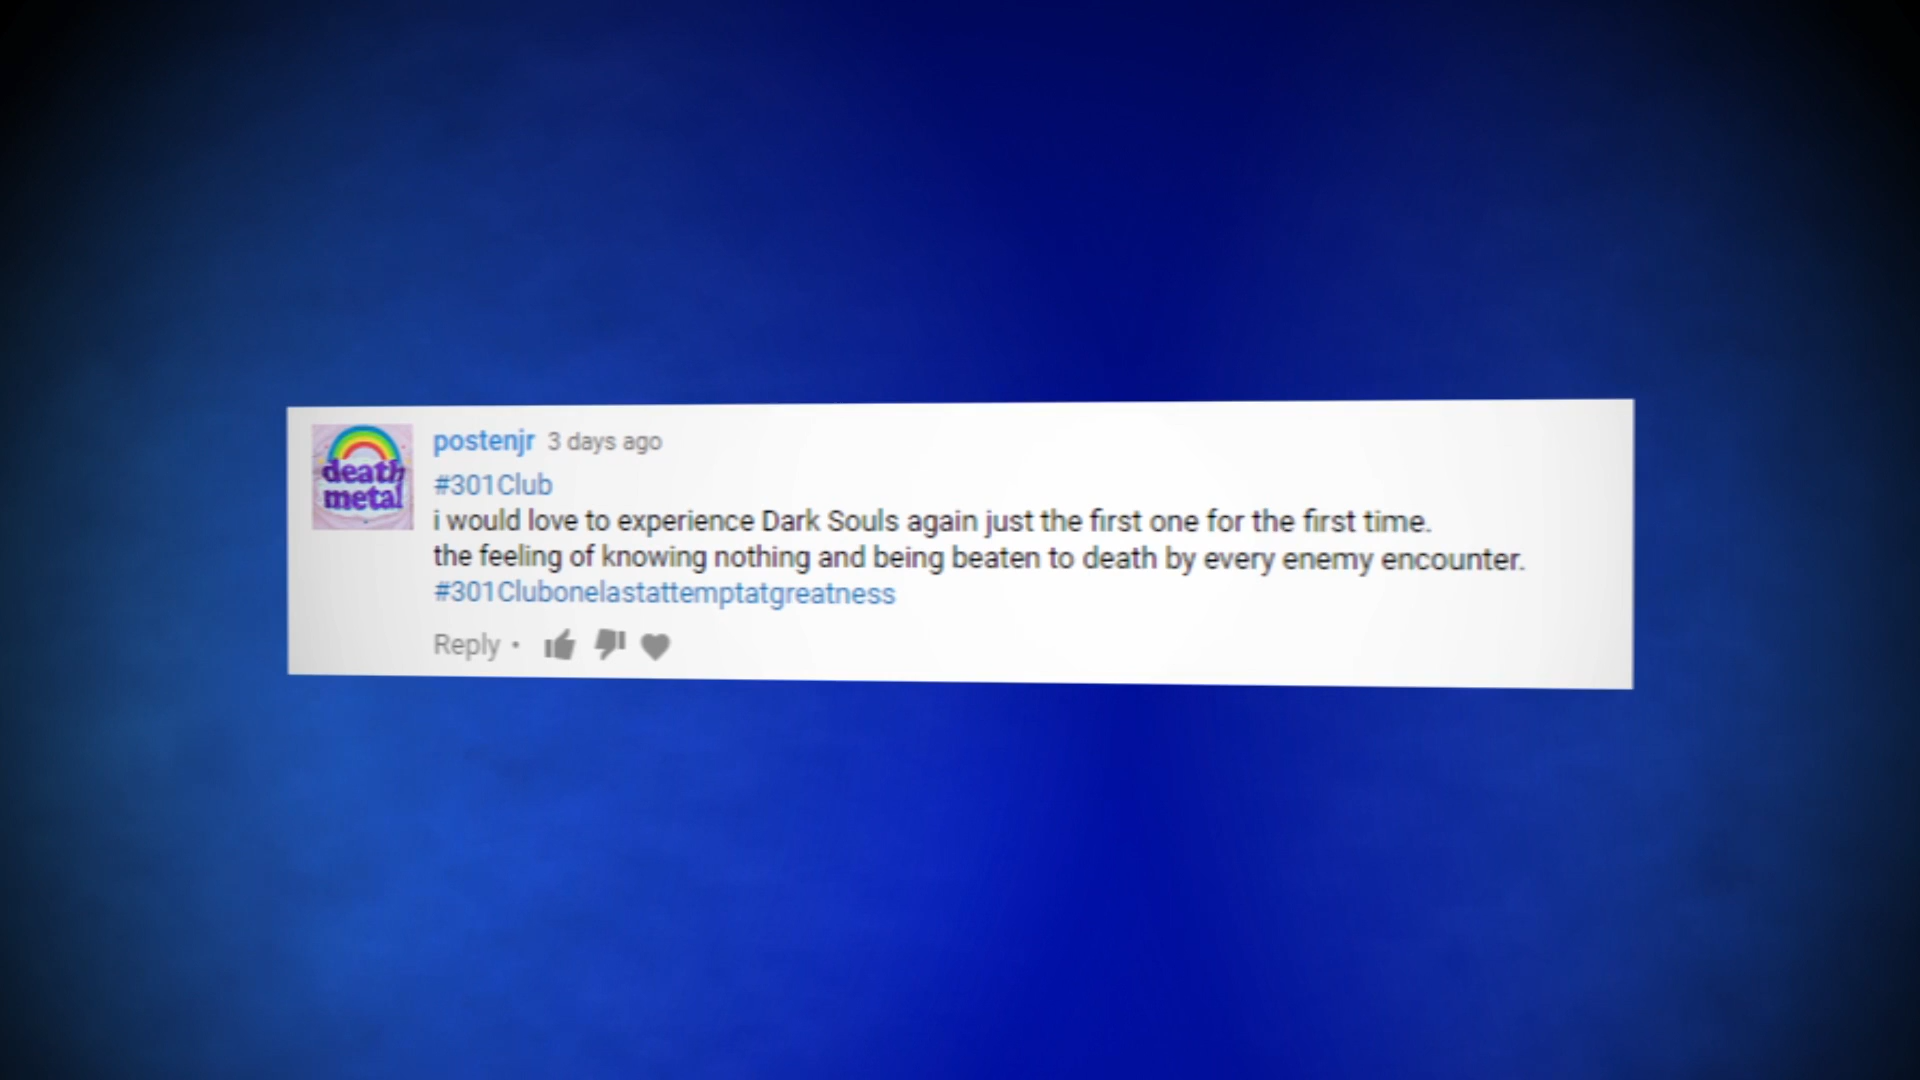 death
metal
postenjr 3 days ago
#301Club
i would love to experience Dark Souls again just the first one for the first time.
the feeling of knowing nothing and being beaten to death by every enemy encounter.
#301Clubonelastattemptatgreatness
Reply •